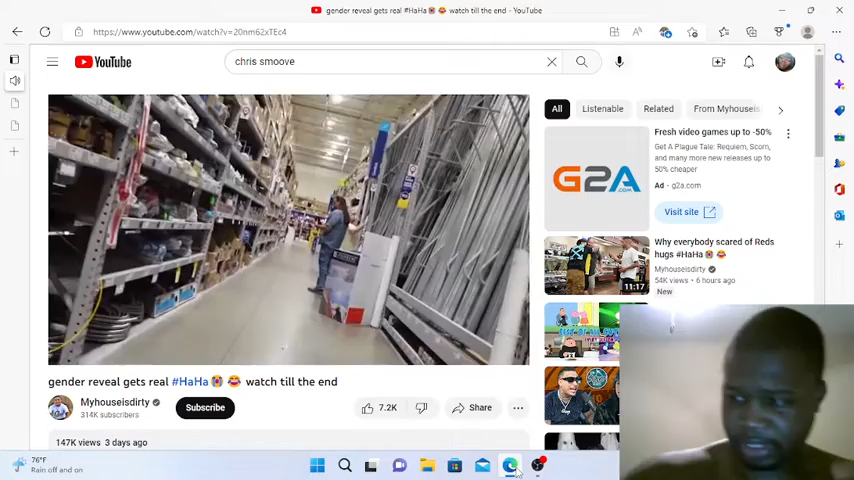 gender reveal gets real #HaHa😭 😂 watch till the end - YouTube
https://www.youtube.com/watch?v=20nm62xTEc4
YouTube
chris smoove
All
Listenable
Related
From Myhouseis
Fresh video games up to -50%
Get A Plague Tale: Requiem, Scorn,
and many more new releases up to
60% cheaper
Ad · g2a.com
Visit site
G2A.COM
Why everybody scared of Reds
hugs #HaHa😭 😂
Myhouseisdirty
54K views • 6 hours ago
New
11:17
gender reveal gets real #HaHa😭 😂 watch till the end
Myhouseisdirty
314K subscribers
Subscribe
7.2K
Share
147K views 3 days ago
76°F
Rain off and on